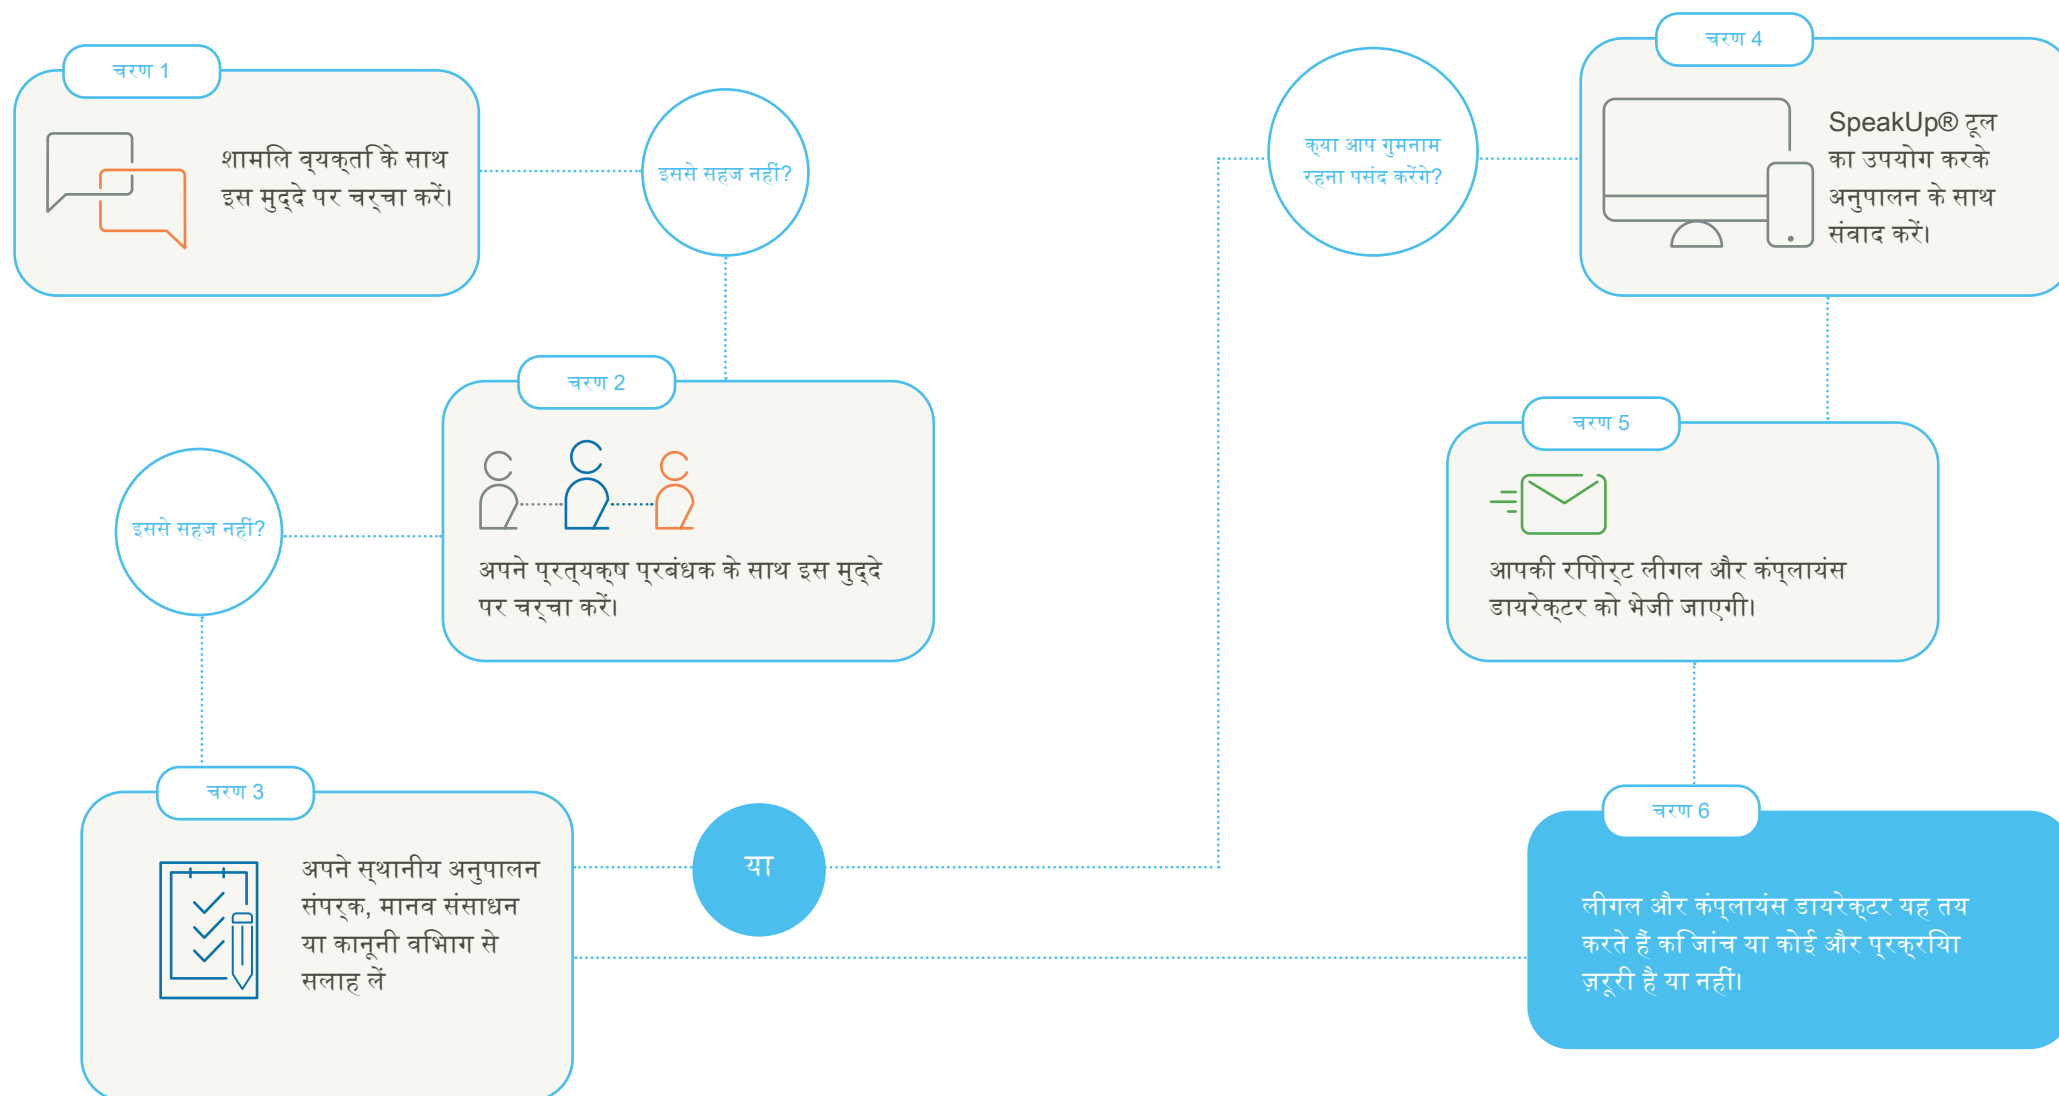 चरण 1
शामिल व्यक्ति के साथ
इस मुद्दे पर चर्चा करें।
इससे सहज नहीं?
चरण 2
अपने प्रत्यक्ष प्रबंधक के साथ इस मुद्दे
पर चर्चा करें।
इससे सहज नहीं?
चरण 3
अपने स्थानीय अनुपालन
संपर्क, मानव संसाधन
या कानूनी विभाग से
सलाह लें
या
क्या आप गुमनाम
रहना पसंद करेंगे?
चरण 4
SpeakUp® टूल
का उपयोग करके
अनुपालन के साथ
संवाद करें।
चरण 5
आपकी रिपोर्ट लीगल और कंप्लायंस
डायरेक्टर को भेजी जाएगी।
चरण 6
लीगल और कंप्लायंस डायरेक्टर यह तय
करते हैं कि जांच या कोई और प्रक्रिया
ज़रूरी है या नहीं।